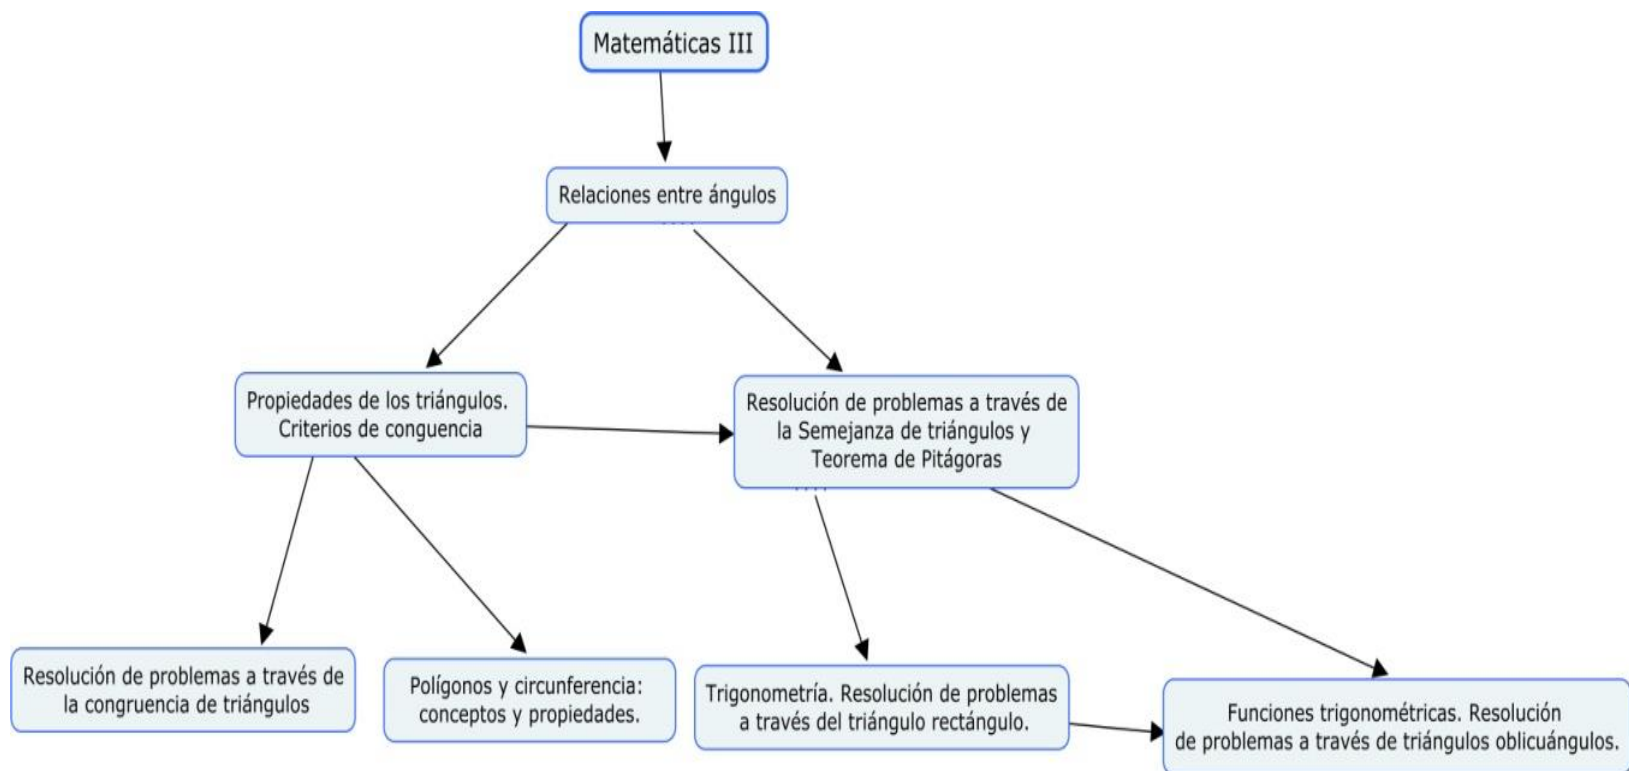 Matemáticas III
Relaciones entre ángulos
Propiedades de los triángulos.
Criterios de conguencia
Resolución de problemas a través de
la Semejanza de triángulos y
Teorema de Pitágoras
Resolución de problemas a través de
la congruencia de triángulos
Polígonos y circunferencia:
conceptos y propiedades.
Trigonometría. Resolución de problemas
a través del triángulo rectángulo.
Funciones trigonométricas. Resolución
de problemas a través de triángulos oblicuángulos.